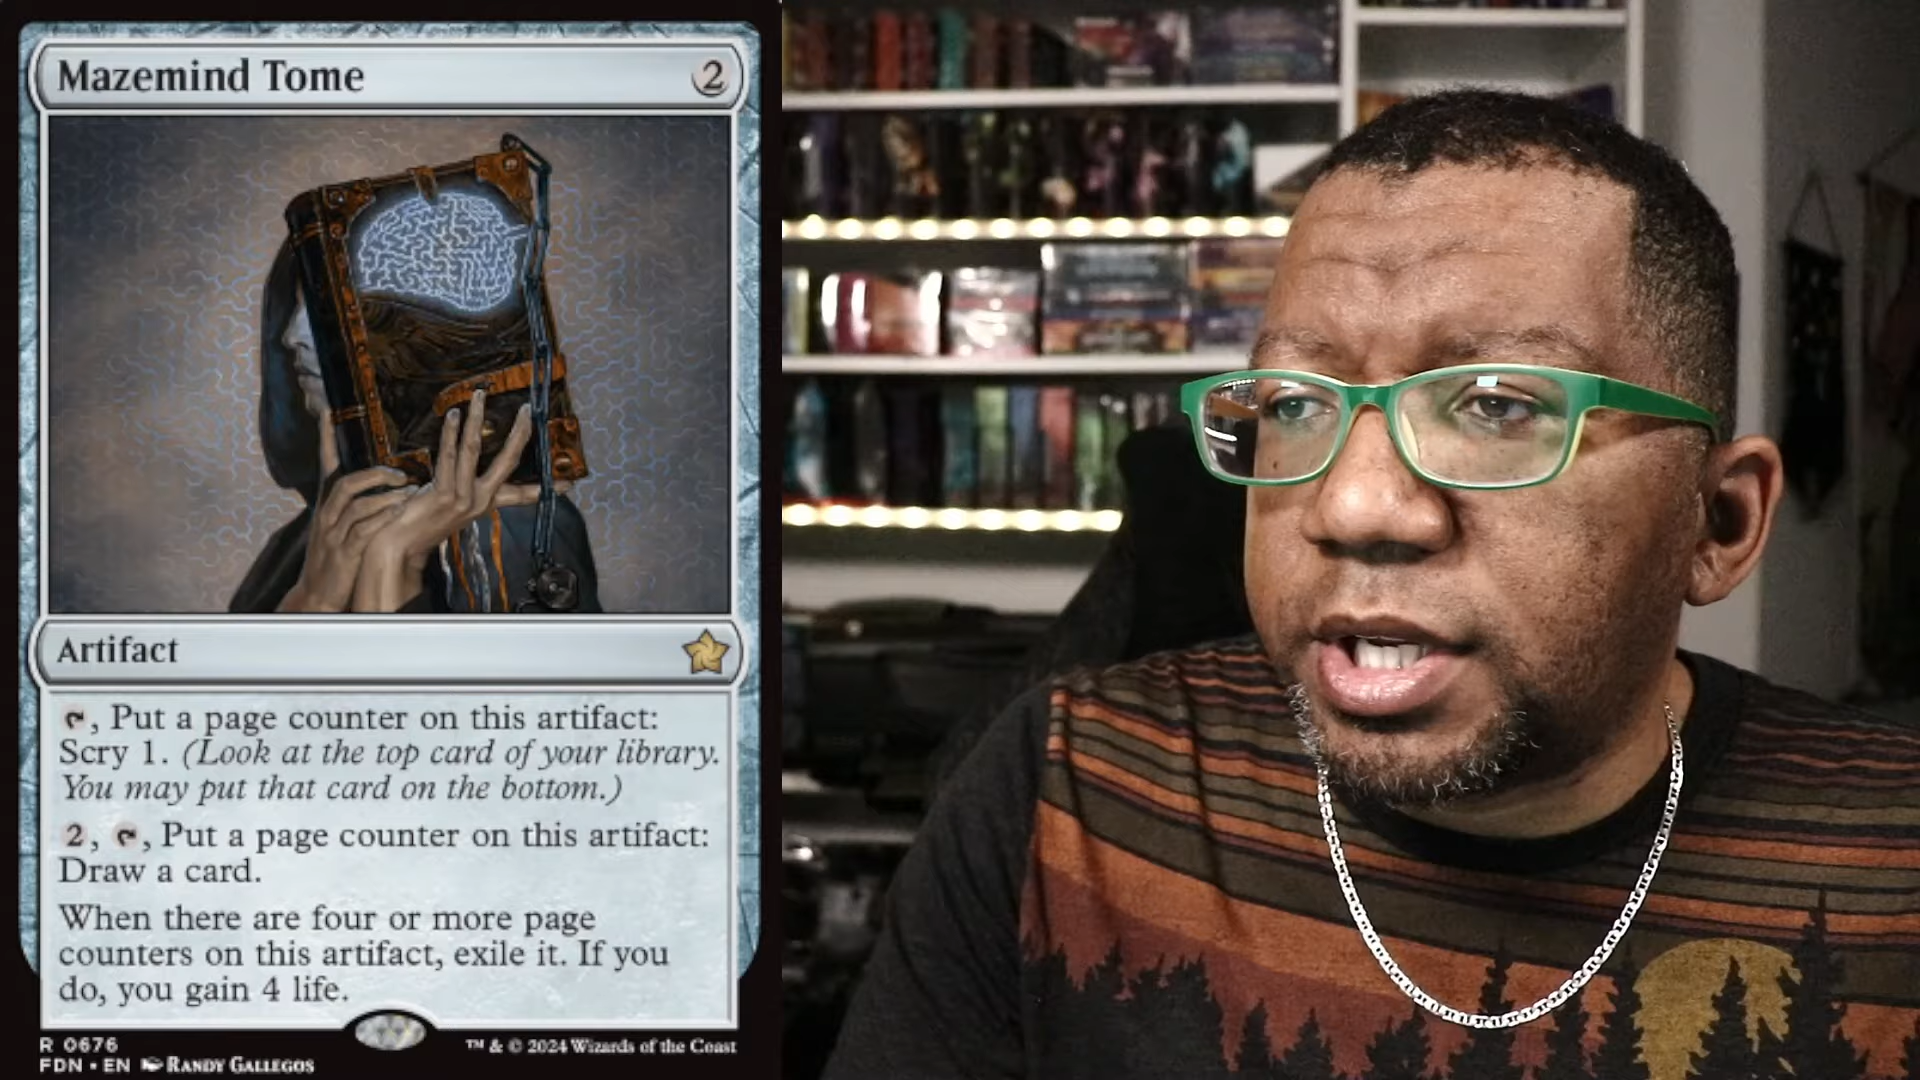 Mazemind Tome 2
Artifact
, Put a page counter on this artifact:
Scry 1. (Look at the top card of your library.
You may put that card on the bottom.)
2, , Put a page counter on this artifact:
Draw a card.
When there are four or more page
counters on this artifact, exile it. If you
do, you gain 4 life.
R 0676
FDN • EN RANDY GALLEGOS
™ & © 2024 Wizards of the Coast